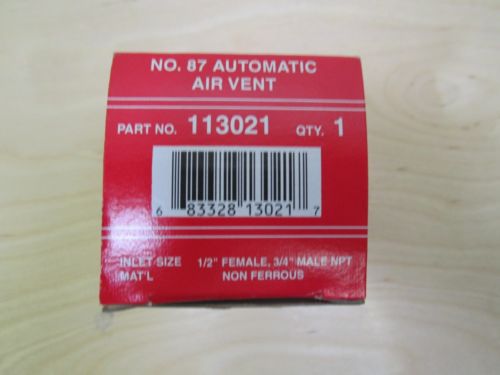 NO. 87 AUTOMATIC
AIR VENT
PART NO. 113021 QTY. 1
6 83328 13021 7
INLET SIZE 1/2" FEMALE, 3/4" MALE NPT
MAT'L NON FERROUS